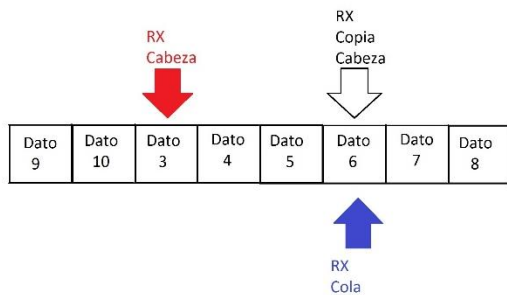 RX
Cabeza
RX
Copia
Cabeza
Dato Dato Dato Dato Dato Dato Dato Dato
9 10 3 4 5 6 7 8
RX
Cola